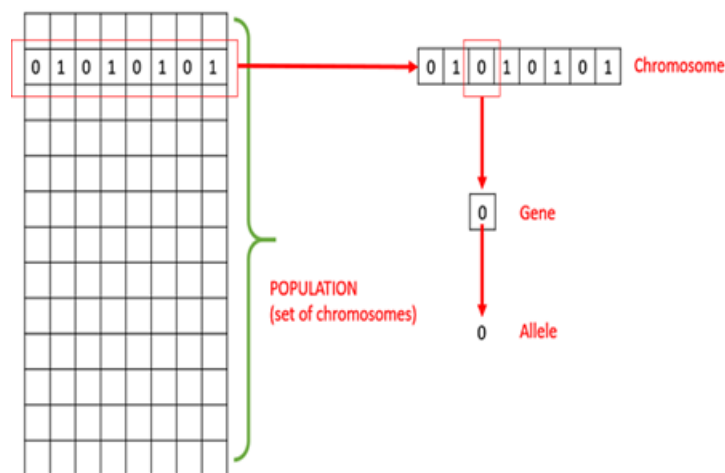 0 1 0 1 0 1 0 1
0 1 0 1 0 1 0 1 Chromosome
0 Gene
POPULATION
(set of chromosomes)
0 Allele